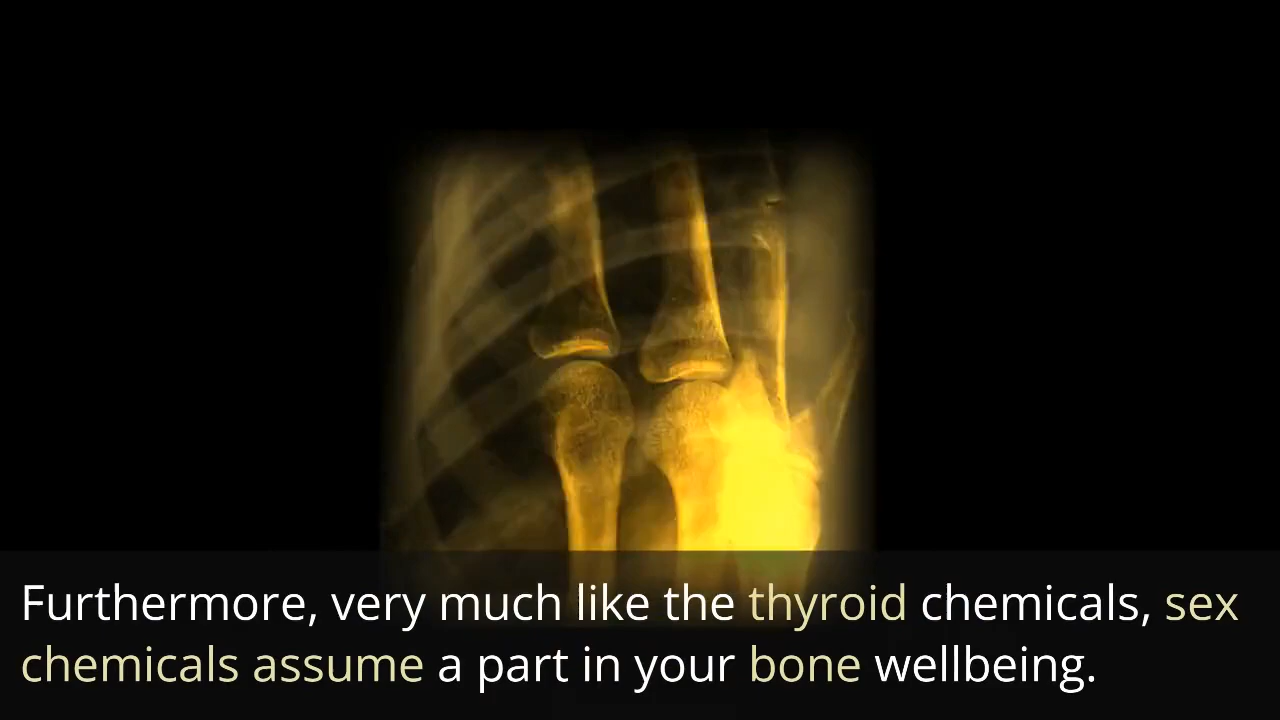 Furthermore, very much like the thyroid chemicals, sex
chemicals assume a part in your bone wellbeing.